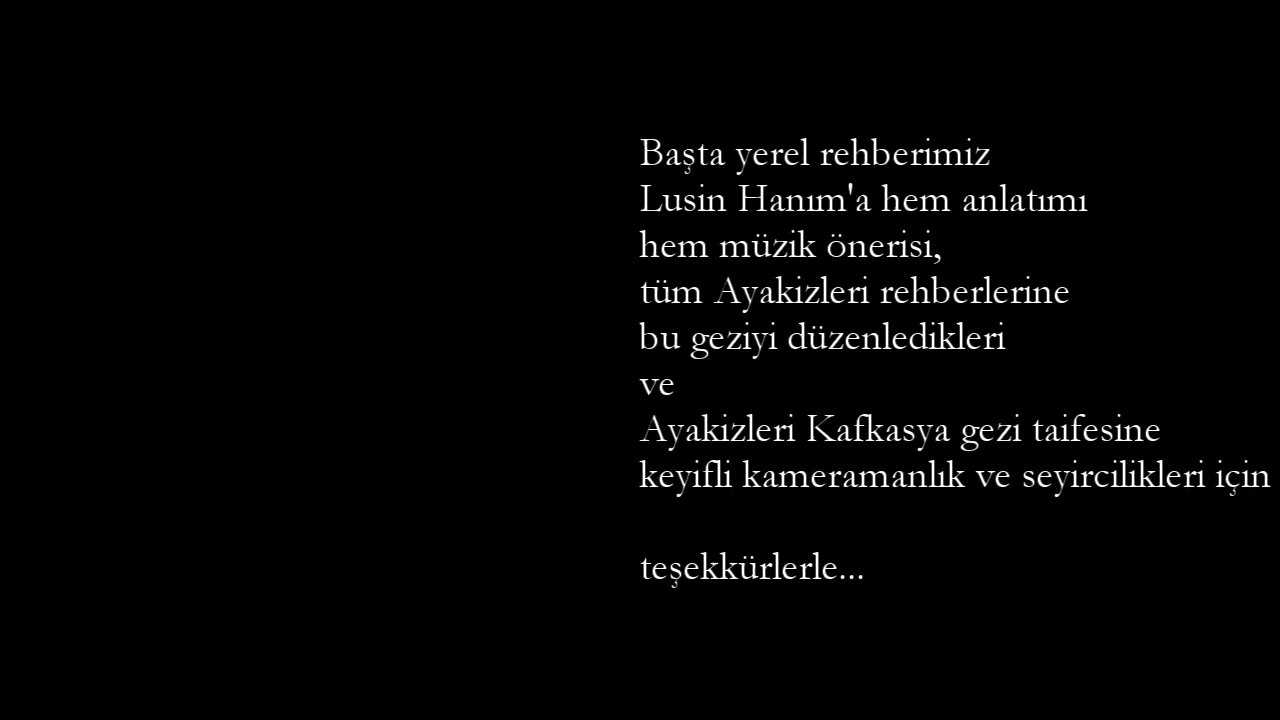 Başta yerel rehberimiz
Lusin Hanım'a hem anlatımı
hem müzik önerisi,
tüm Ayakizleri rehberlerine
bu geziyi düzenledikleri
ve
Ayakizleri Kafkasya gezi taifesine
keyifli kameramanlık ve seyircilikleri için
teşekkürlerle...